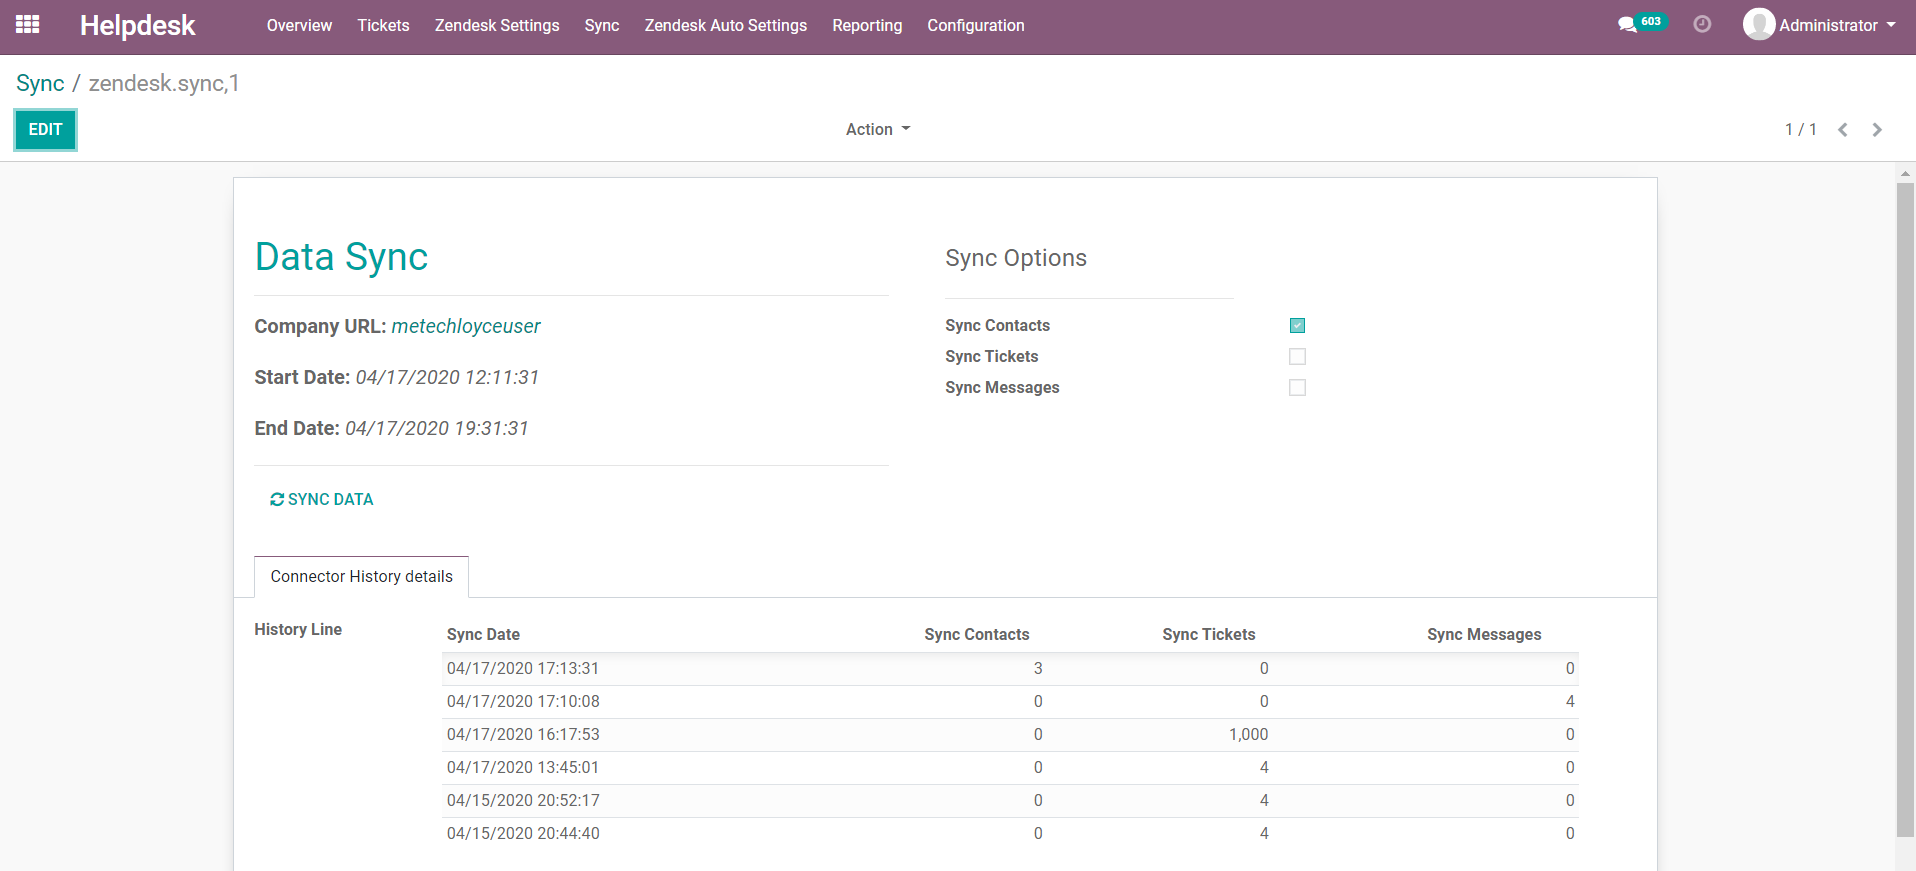 Helpdesk Overview Tickets Zendesk Settings Sync Zendesk Auto Settings Reporting Configuration 603 Administrator
Sync / zendesk.sync,1
EDIT Action 1 / 1
Data Sync
Company URL: metechloyceuser
Start Date: 04/17/2020 12:11:31
End Date: 04/17/2020 19:31:31
SYNC DATA
Sync Options
Sync Contacts
Sync Tickets
Sync Messages
Connector History details
History Line
Sync Date Sync Contacts Sync Tickets Sync Messages
04/17/2020 17:13:31 3 0 0
04/17/2020 17:10:08 0 0 4
04/17/2020 16:17:53 0 1,000 0
04/17/2020 13:45:01 0 4 0
04/15/2020 20:52:17 0 4 0
04/15/2020 20:44:40 0 4 0